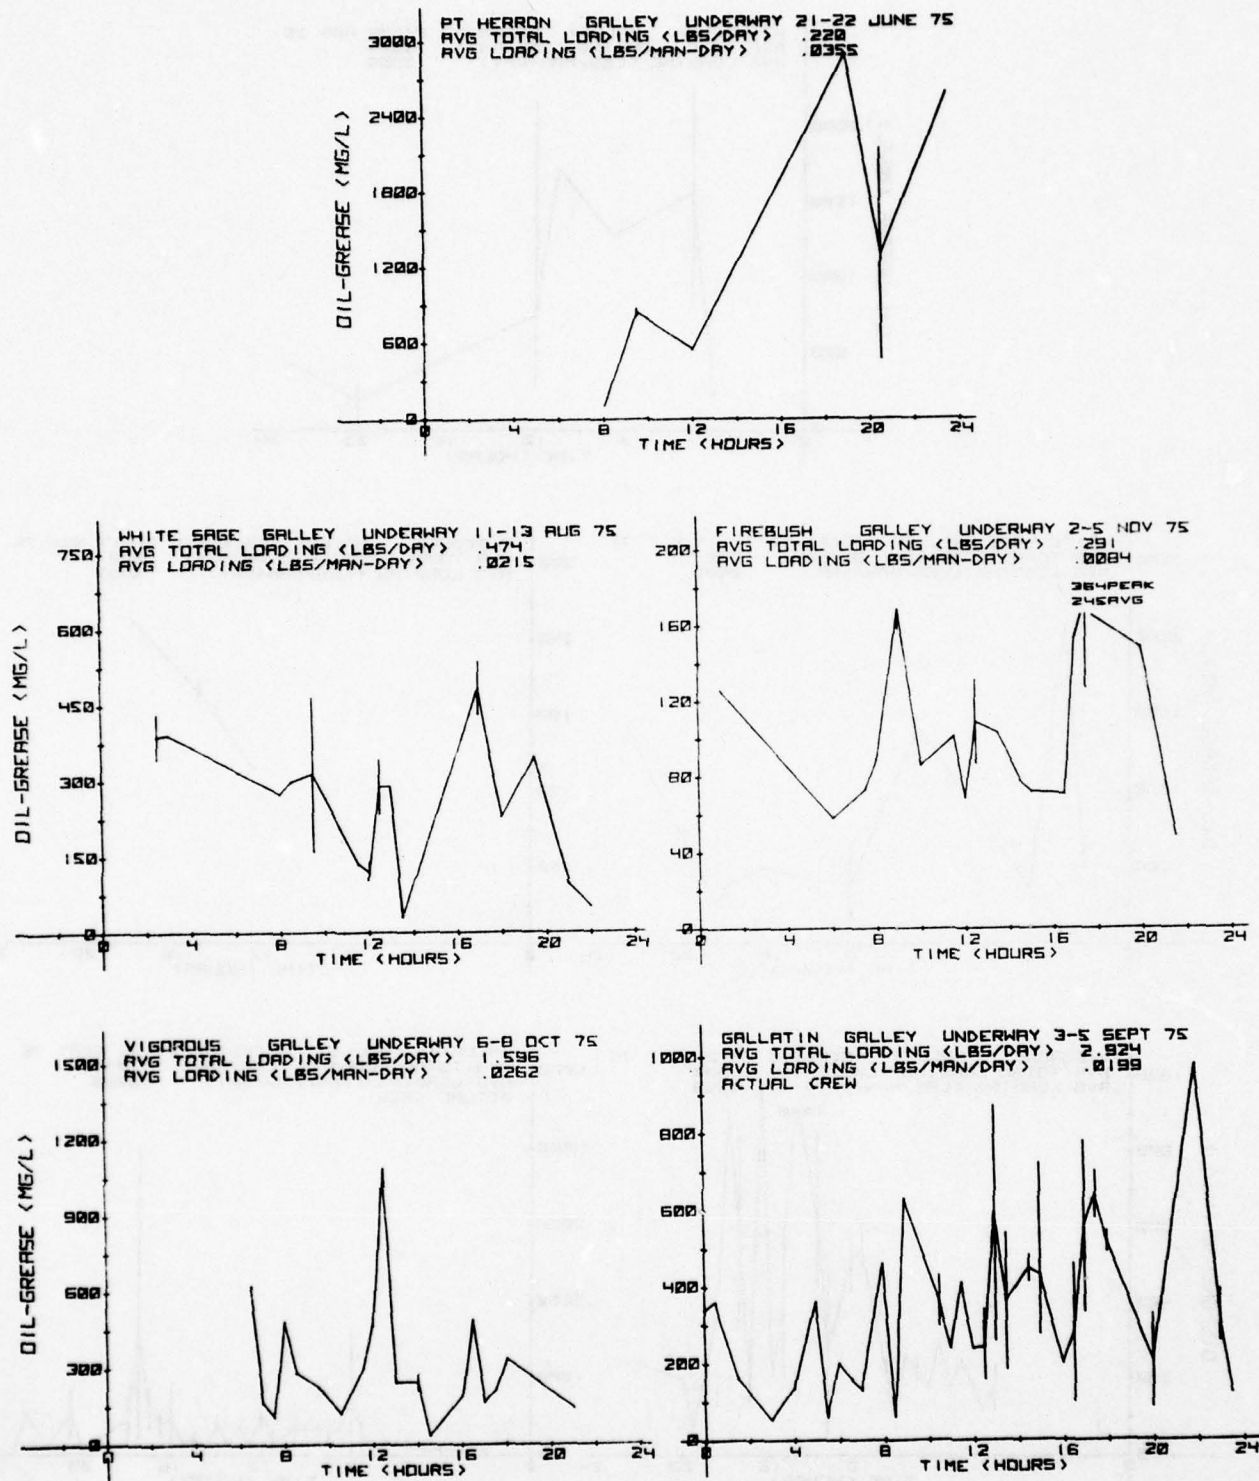 PT HERRON GALLEY UNDERWAY 21-22 JUNE 75
AVG TOTAL LOADING <LBS/DAY> .220
AVG LOADING <LBS/MAN-DAY> .0355
3000
2400
1800
1200
600
0
OIL-GREASE <MG/L>
0 4 8 12 16 20 24
TIME <HOURS>
WHITE SAGE GALLEY UNDERWAY 11-13 AUG 75
AVG TOTAL LOADING <LBS/DAY> .474
AVG LOADING <LBS/MAN-DAY> .0215
750
600
450
300
150
0
OIL-GREASE <MG/L>
0 4 8 12 16 20 24
TIME <HOURS>
FIREBUSH GALLEY UNDERWAY 2-5 NOV 75
AVG TOTAL LOADING <LBS/DAY> .291
AVG LOADING <LBS/MAN-DAY> .0084
364PEAK
245AVG
200
160
120
80
40
0
0 4 8 12 16 20 24
TIME <HOURS>
VIGOROUS GALLEY UNDERWAY 6-8 OCT 75
AVG TOTAL LOADING <LBS/DAY> 1.596
AVG LOADING <LBS/MAN-DAY> .0262
1500
1200
900
600
300
0
OIL-GREASE <MG/L>
0 4 8 12 16 20 24
TIME <HOURS>
GALLATIN GALLEY UNDERWAY 3-5 SEPT 75
AVG TOTAL LOADING <LBS/DAY> 2.924
AVG LOADING <LBS/MAN/DAY> .0199
ACTUAL CREW
1000
800
600
400
200
0
0 4 8 12 16 20 24
TIME <HOURS>